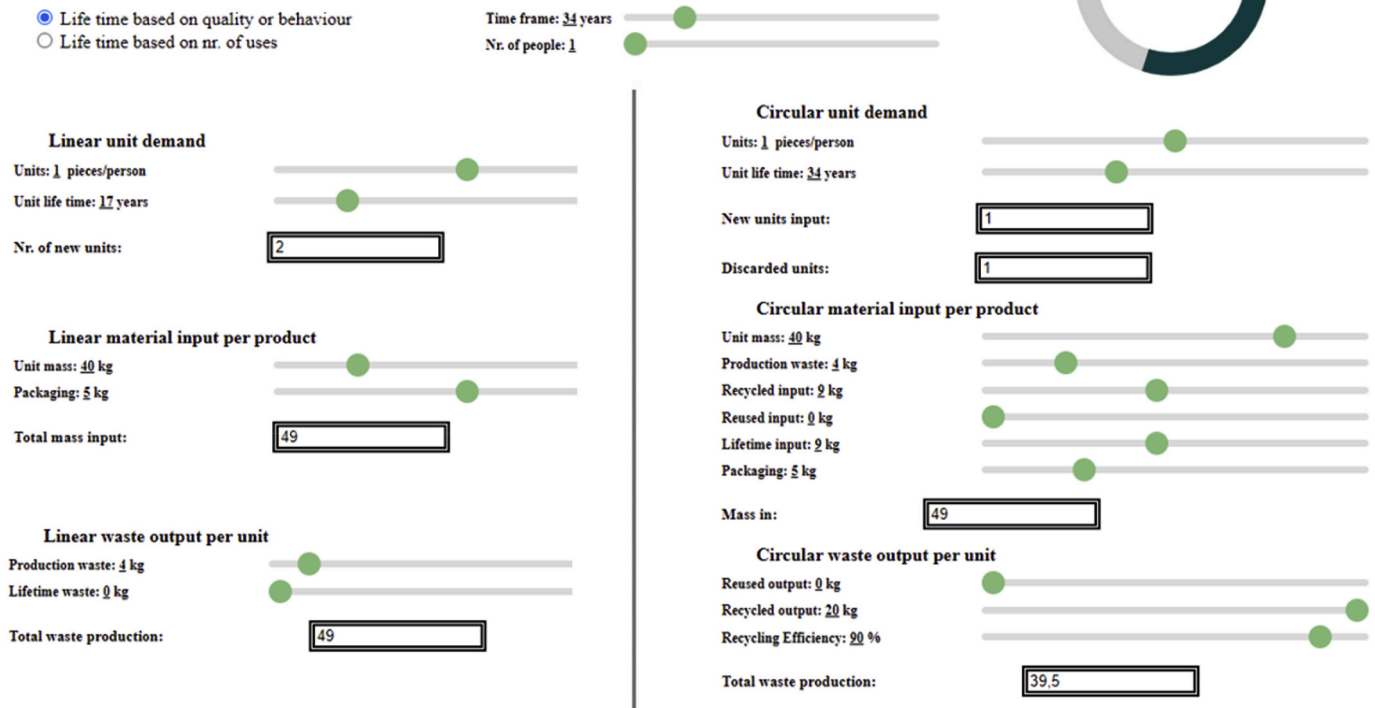 Life time based on quality or behaviour
Life time based on nr. of uses
Time frame: 34 years
Nr. of people: 1
Linear unit demand
Units: 1 pieces/person
Unit life time: 17 years
Nr. of new units:
2
Linear material input per product
Unit mass: 40 kg
Packaging: 5 kg
Total mass input:
49
Linear waste output per unit
Production waste: 4 kg
Lifetime waste: 0 kg
Total waste production:
49
Circular unit demand
Units: 1 pieces/person
Unit life time: 34 years
New units input:
1
Discarded units:
1
Circular material input per product
Unit mass: 40 kg
Production waste: 4 kg
Recycled input: 9 kg
Reused input: 0 kg
Lifetime input: 9 kg
Packaging: 5 kg
Mass in:
49
Circular waste output per unit
Reused output: 0 kg
Recycled output: 20 kg
Recycling Efficiency: 90 %
Total waste production:
39,5